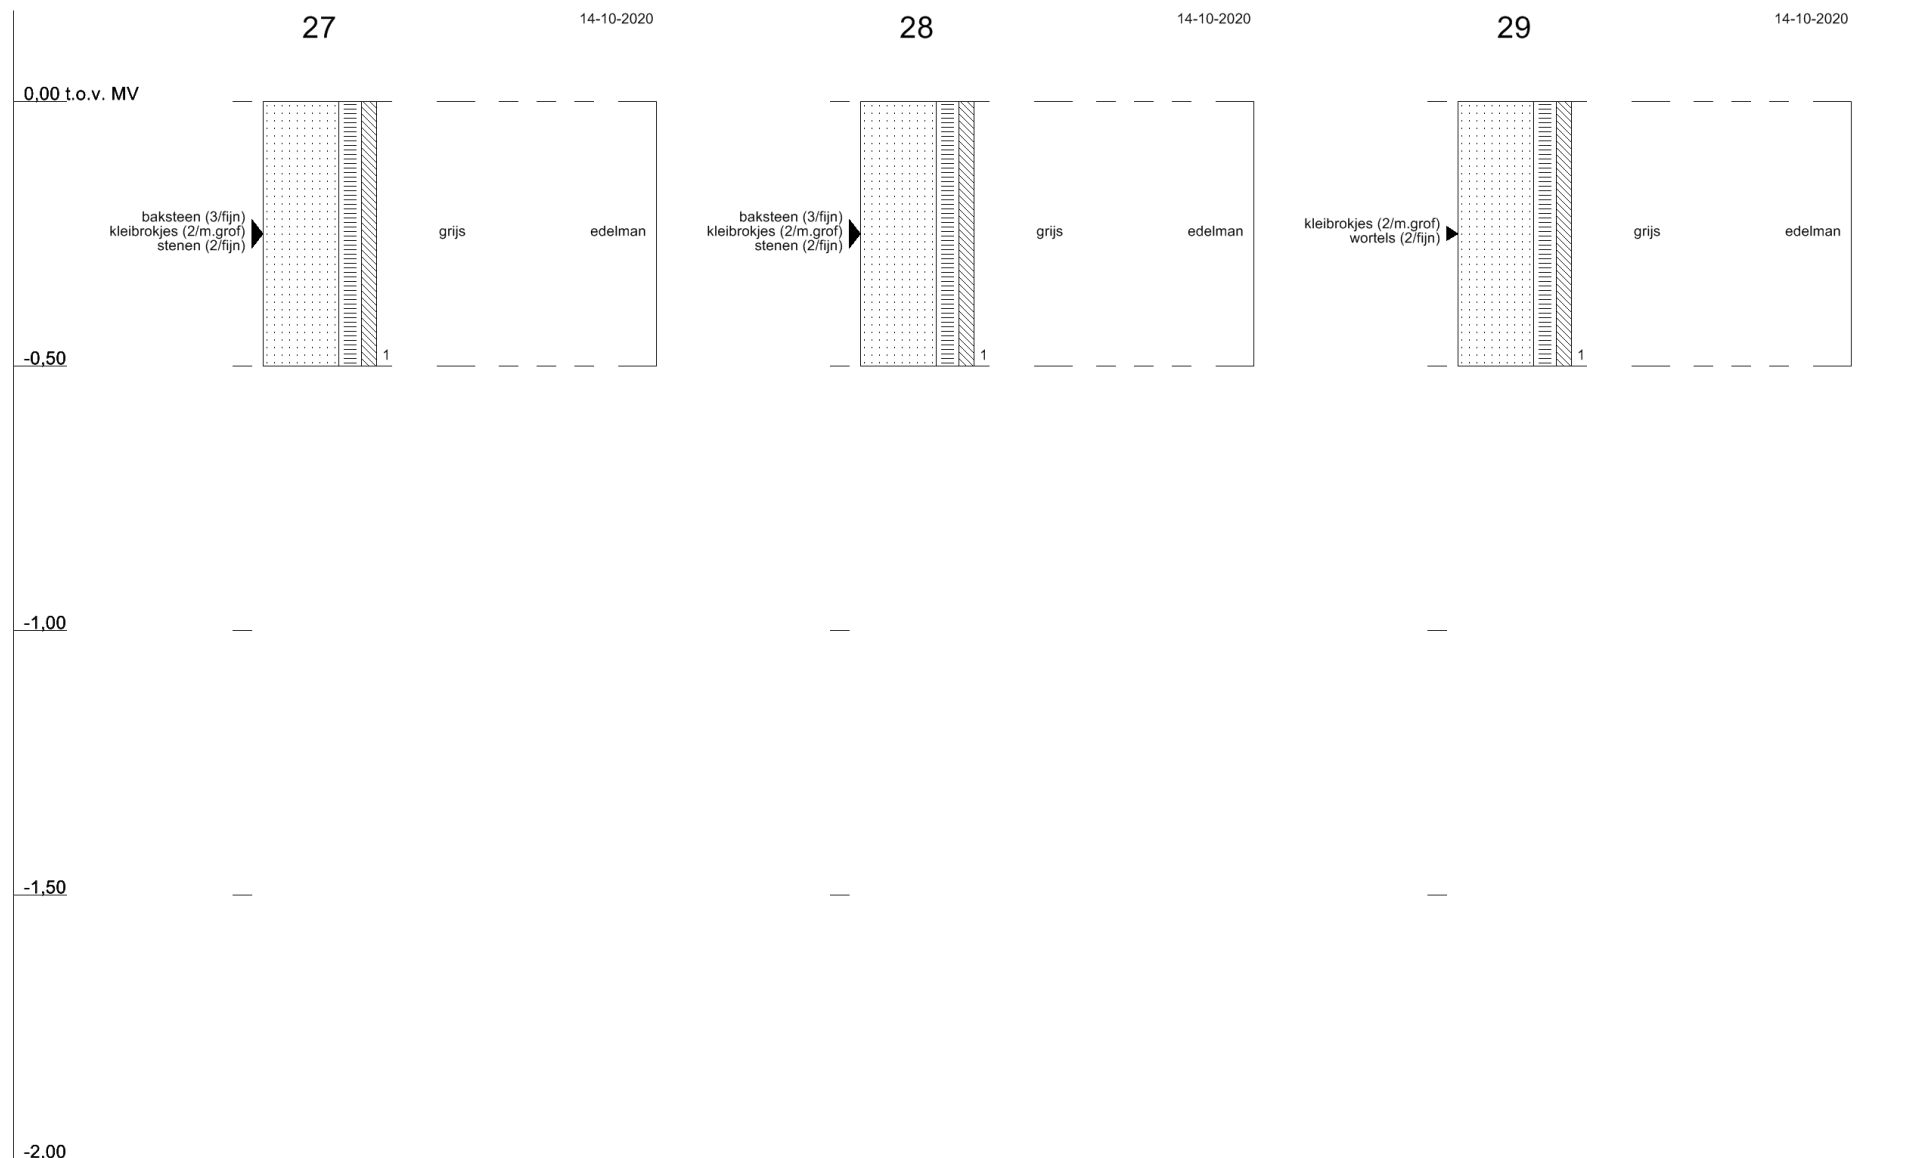 27
14-10-2020
28
14-10-2020
29
14-10-2020
0,00 t.o.v. MV
baksteen (3/fijn)
kleibrokjes (2/m.grof)
stenen (2/fijn)
grijs
edelman
1
baksteen (3/fijn)
kleibrokjes (2/m.grof)
stenen (2/fijn)
grijs
edelman
1
kleibrokjes (2/m.grof)
wortels (2/fijn)
grijs
edelman
1
-0,50
-1,00
-1,50
-2,00